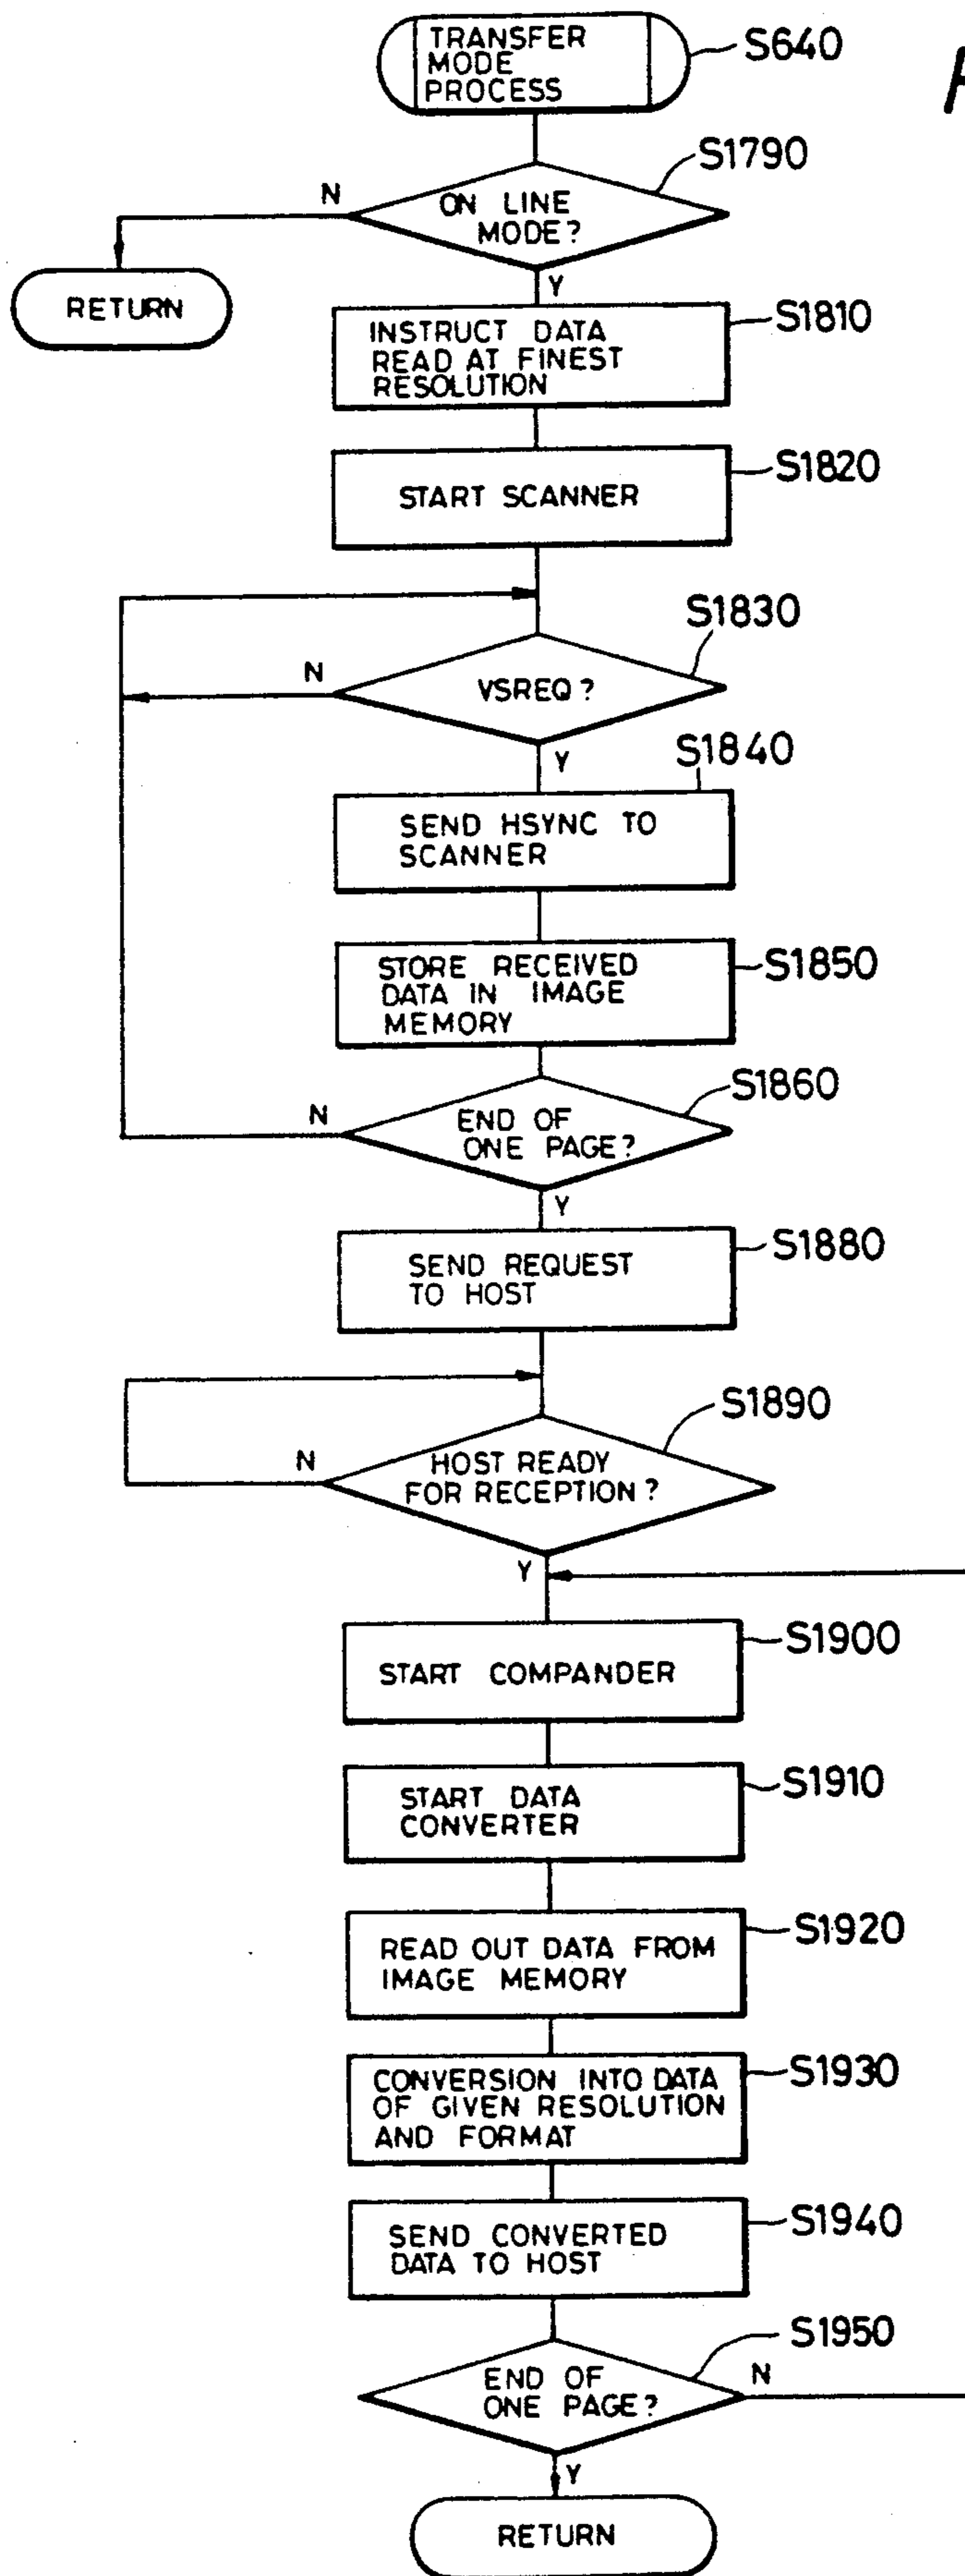 TRANSFER
MODE
PROCESS
S640
S1790
ON LINE
MODE?
N
RETURN
Y
INSTRUCT DATA
READ AT FINEST
RESOLUTION
S1810
START SCANNER
S1820
S1830
VSREQ?
N
Y
S1840
SEND HSYNC TO
SCANNER
STORE RECEIVED
DATA IN IMAGE
MEMORY
S1850
S1860
END OF
ONE PAGE?
N
Y
SEND REQUEST
TO HOST
S1880
S1890
HOST READY
FOR RECEPTION?
N
Y
START COMPANDER
S1900
START DATA
CONVERTER
S1910
READ OUT DATA FROM
IMAGE MEMORY
S1920
CONVERSION INTO DATA
OF GIVEN RESOLUTION
AND FORMAT
S1930
SEND CONVERTED
DATA TO HOST
S1940
S1950
END OF
ONE PAGE?
N
Y
RETURN